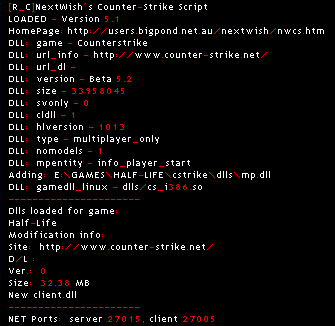 [R_C]NextWish's Counter-Strike Script
LOADED - Version 5.1
HomePage: http://users.bigpond.net.au/nextwish/nwcs.htm
DLL: game - Counterstrike
DLL: url_info - http://www.counter-strike.net/
DLL: url_dl -
DLL: version - Beta 5.2
DLL: size - 33958045
DLL: svonly - 0
DLL: cldll - 1
DLL: hlversion - 1013
DLL: type - multiplayer_only
DLL: nomodels - 1
DLL: mpentity - info_player_start
Adding: E:\GAMES\HALF-LIFE\cstrike\dlls\mp.dll
DLL: gamedll_linux - dlls/cs_i386.so
----------------------
Dlls loaded for game:
Half-Life
Modification info:
Site: http://www.counter-strike.net/
D/L :
Ver.: 0
Size: 32.38 MB
New client dll
----------------------
NET Ports: server 27015, client 27005